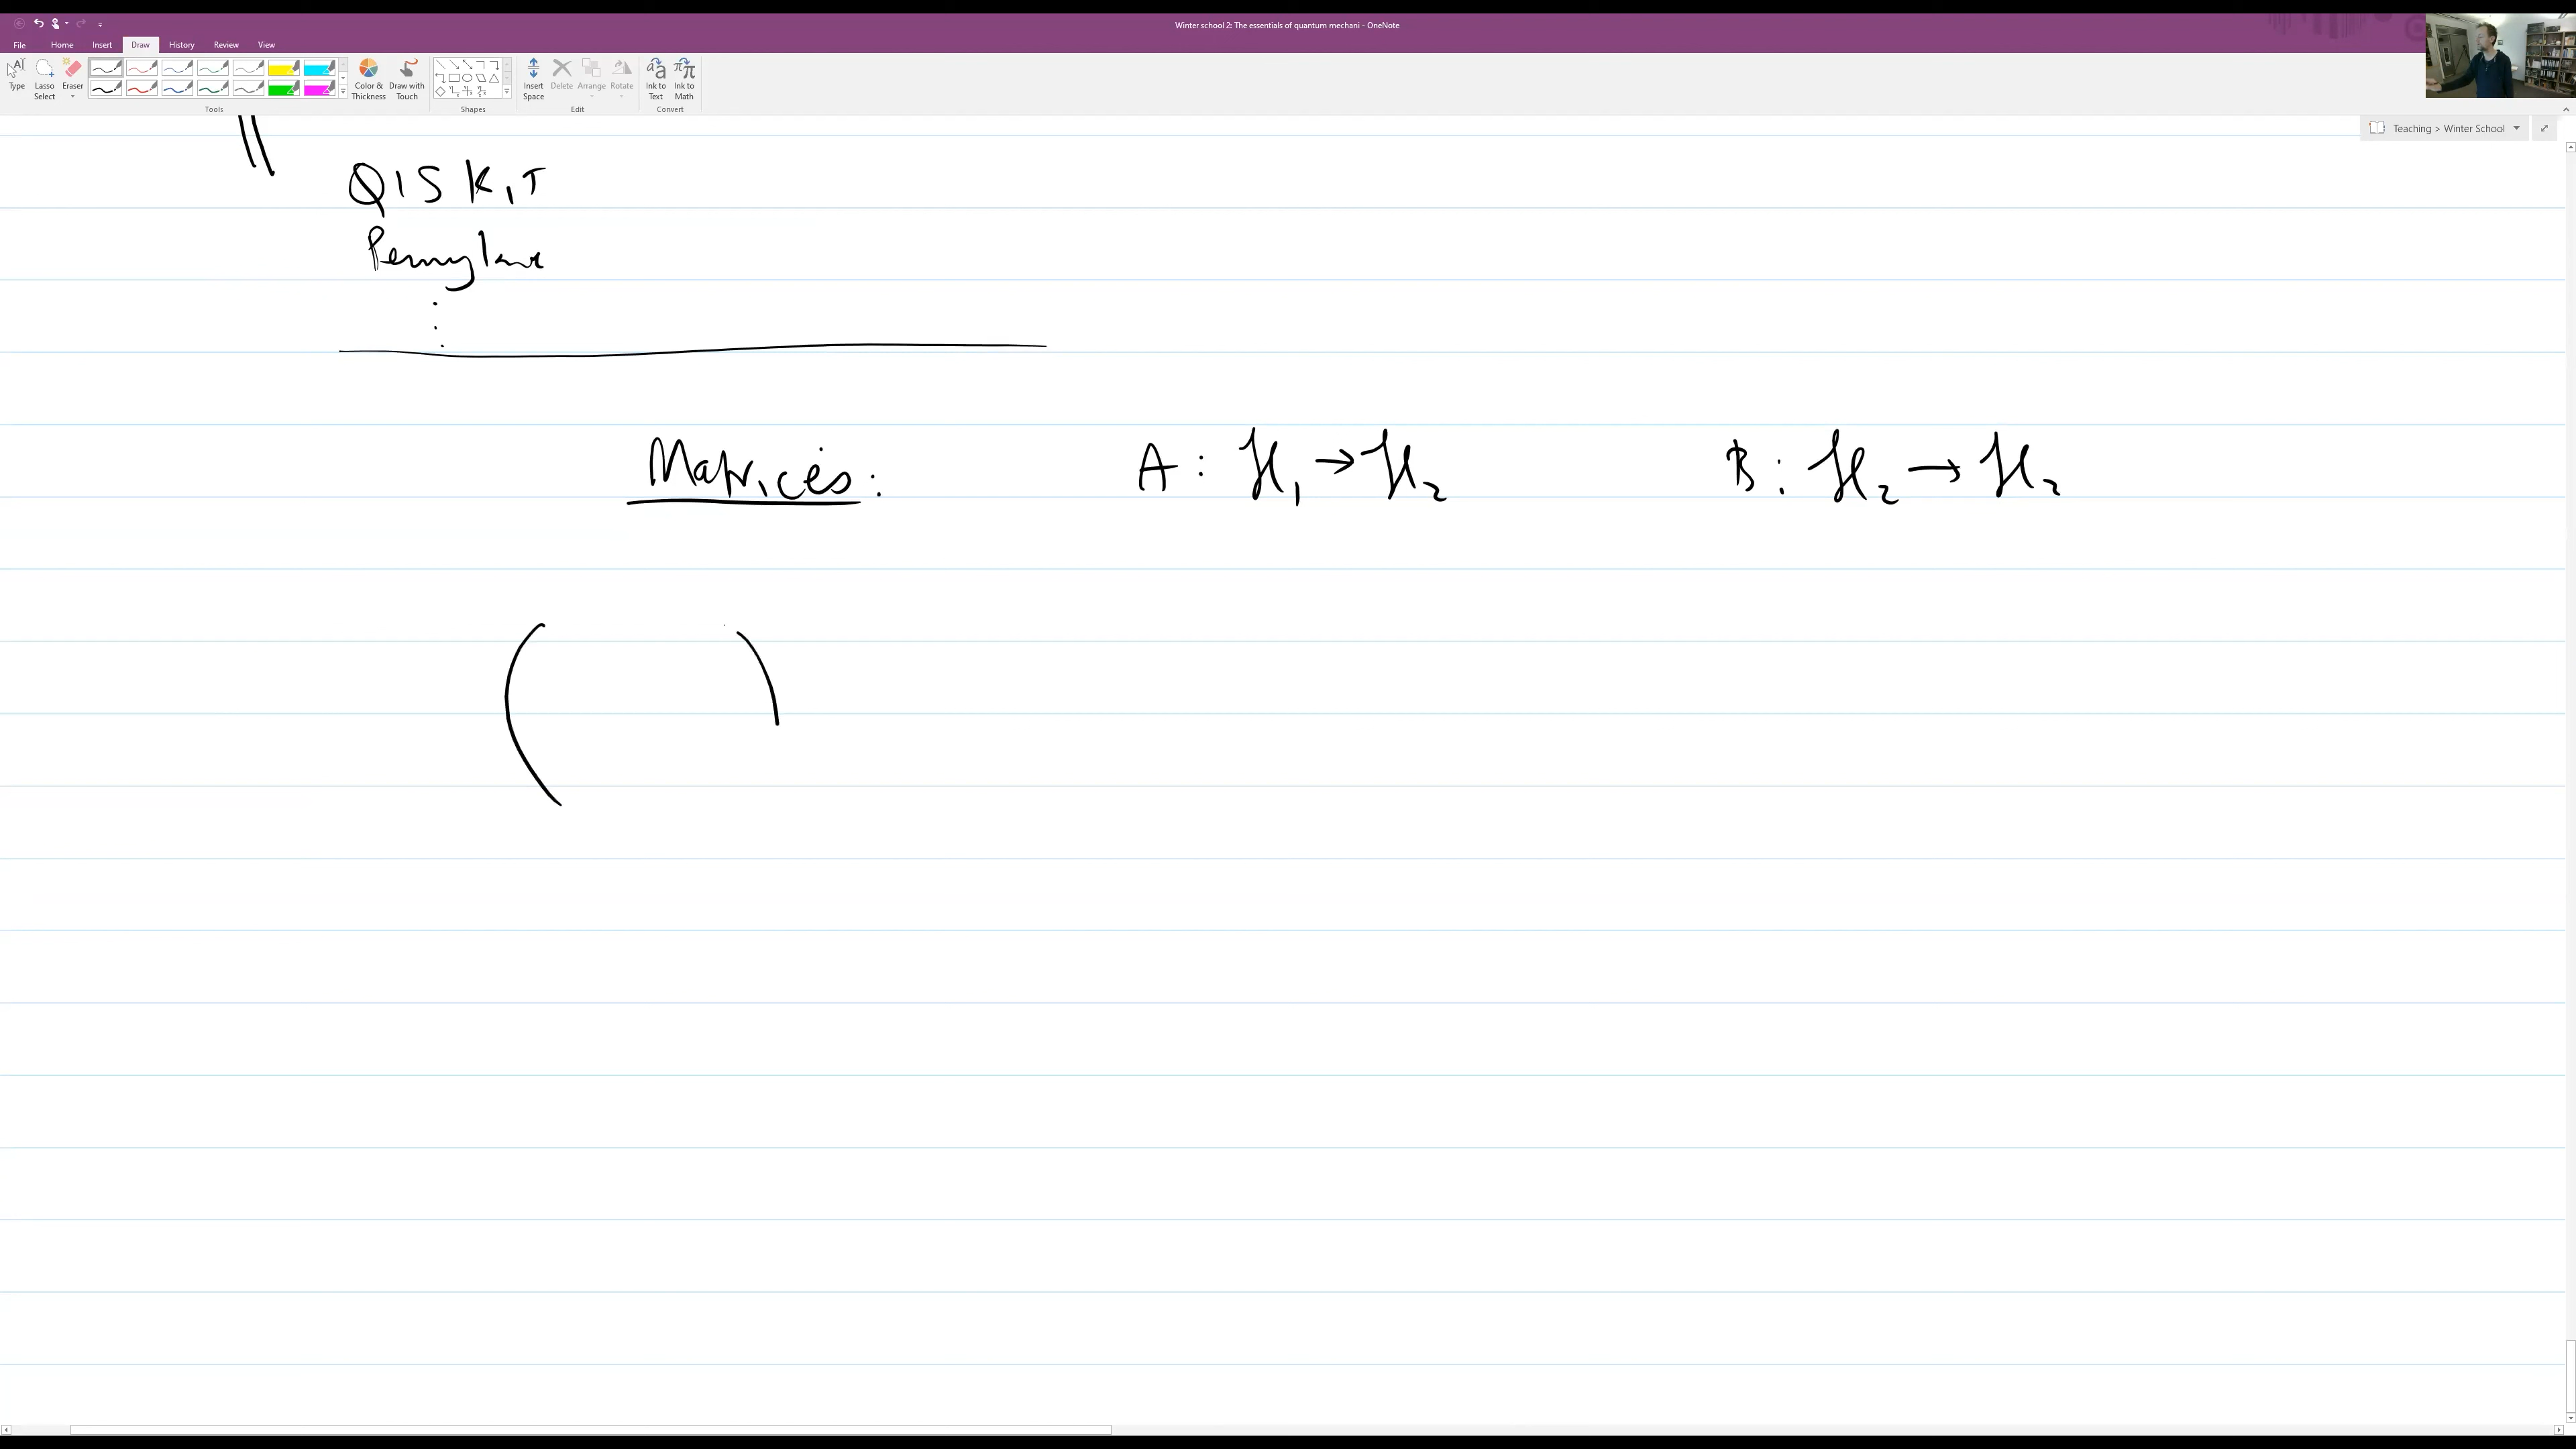 Winter school 2: The essentials of quantum mechani - OneNote
File Home Insert Draw History Review View
Type Lasso Select Eraser Color & Thickness Draw with Touch Insert Space Delete Arrange Rotate Ink to Text Ink to Math
Tools Shapes Edit Convert
Teaching > Winter School
QISKIT
Pennylane
⋮
Matrices: A : ℋ₁ → ℋ₂ B : ℋ₂ → ℋ₂
( )